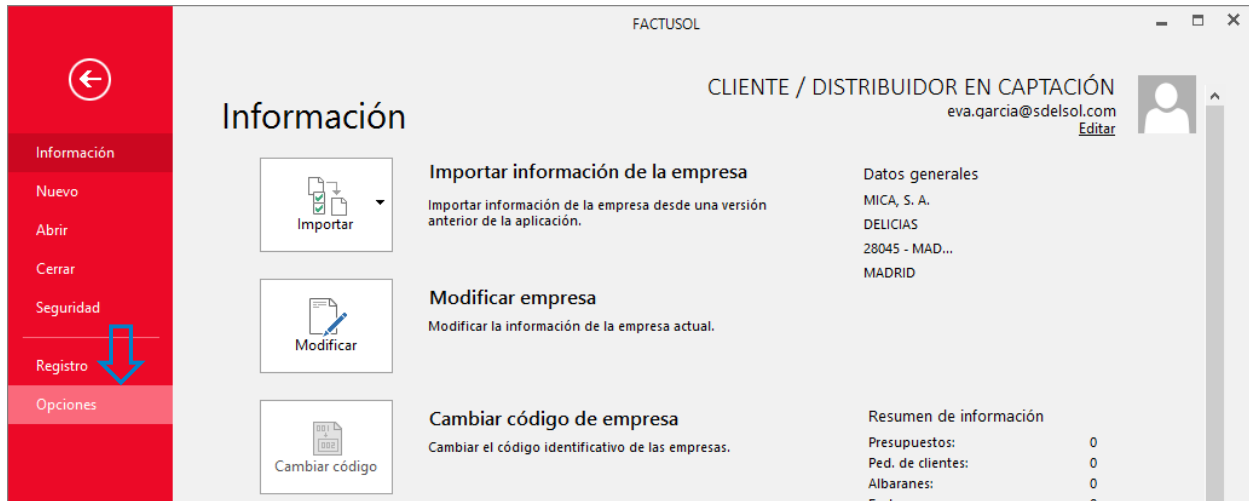 FACTUSOL
CLIENTE / DISTRIBUIDOR EN CAPTACIÓN
eva.garcia@sdelsol.com
Editar
Información
Nuevo
Abrir
Cerrar
Seguridad
Registro
Opciones
Información
Importar
Importar información de la empresa
Importar información de la empresa desde una versión
anterior de la aplicación.
Modificar
Modificar empresa
Modificar la información de la empresa actual.
001
002
Cambiar código
Cambiar código de empresa
Cambiar el código identificativo de las empresas.
Datos generales
MICA, S. A.
DELICIAS
28045 - MAD...
MADRID
Resumen de información
Presupuestos: 0
Ped. de clientes: 0
Albaranes: 0